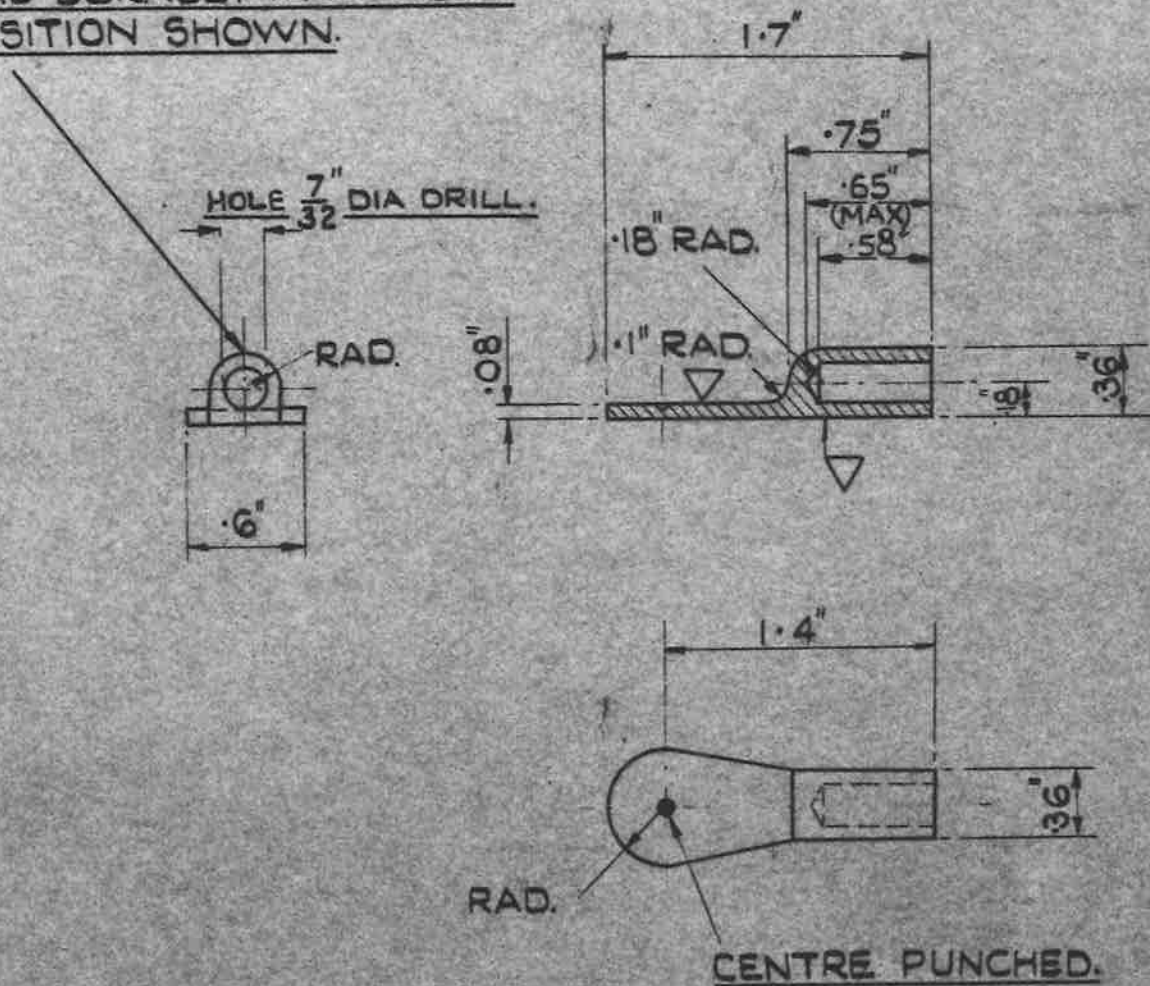 SITION SHOWN.
1·7"
·75"
HOLE 7/32" DIA DRILL.
·65"
(MAX)
·18" RAD.
·58"
RAD.
·08"
·1" RAD.
·36"
·18"
·6"
1·4"
·36"
RAD.
CENTRE PUNCHED.